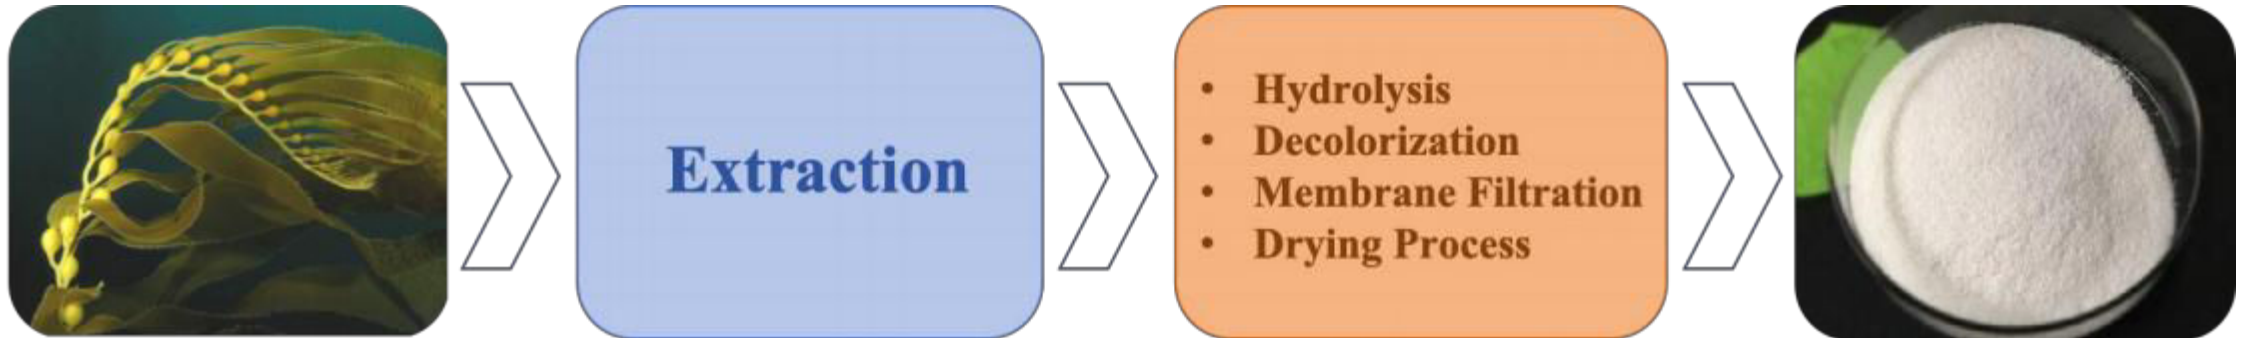 Extraction
• Hydrolysis
• Decolorization
• Membrane Filtration
• Drying Process